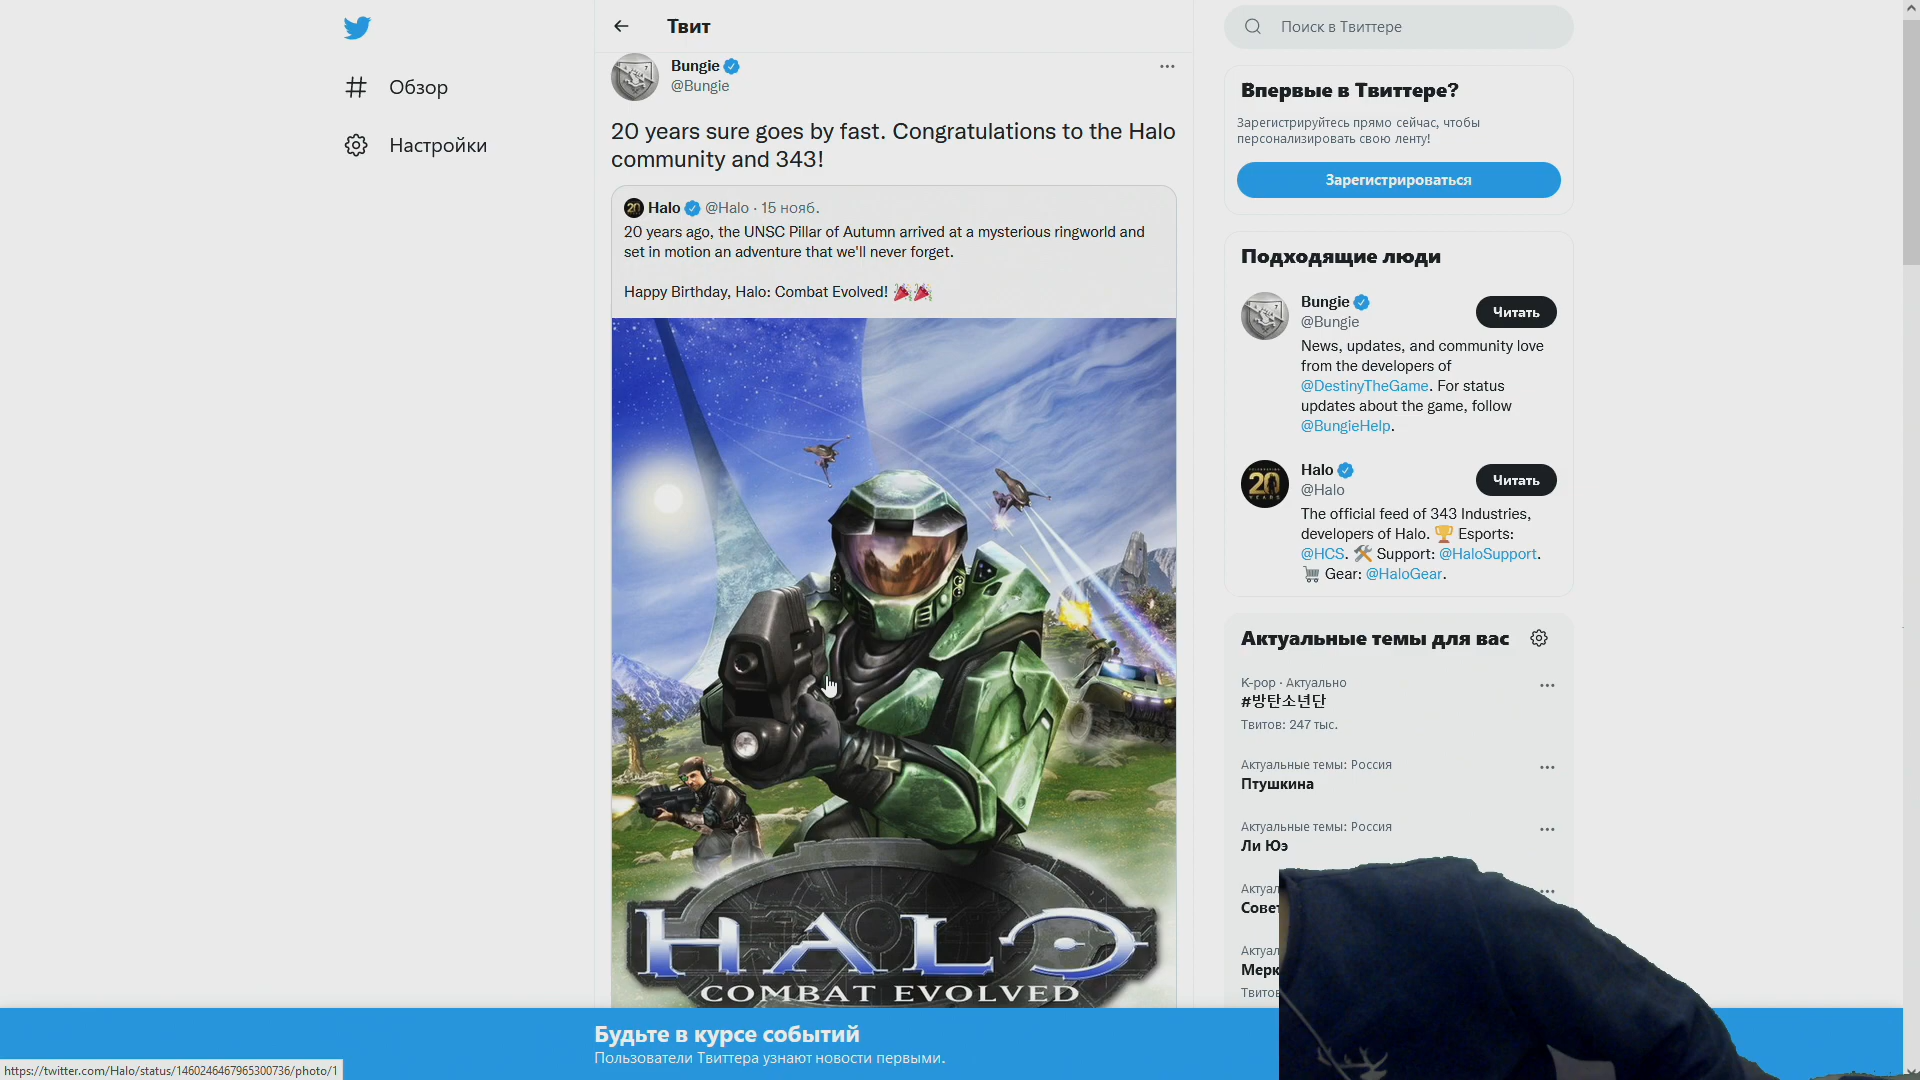 Обзор
Настройки
Твит
Bungie
@Bungie
20 years sure goes by fast. Congratulations to the Halo
community and 343!
20 Halo @Halo · 15 нояб.
20 years ago, the UNSC Pillar of Autumn arrived at a mysterious ringworld and
set in motion an adventure that we'll never forget.
Happy Birthday, Halo: Combat Evolved! 🎉🎉
HALO
COMBAT EVOLVED
Поиск в Твиттере
Впервые в Твиттере?
Зарегистрируйтесь прямо сейчас, чтобы
персонализировать свою ленту!
Зарегистрироваться
Подходящие люди
Bungie
@Bungie
Читать
News, updates, and community love
from the developers of
@DestinyTheGame. For status
updates about the game, follow
@BungieHelp.
20
YEARS
Halo
@Halo
Читать
The official feed of 343 Industries,
developers of Halo. 🏆 Esports:
@HCS. 🛠 Support: @HaloSupport.
🛒 Gear: @HaloGear.
Актуальные темы для вас
K-pop · Актуально
#방탄소년단
Твитов: 247 тыс.
Актуальные темы: Россия
Птушкина
Актуальные темы: Россия
Ли Юэ
Актуал
Совет
Актуал
Мерк
Твитов
Будьте в курсе событий
Пользователи Твиттера узнают новости первыми.
https://twitter.com/Halo/status/1460246467965300736/photo/1